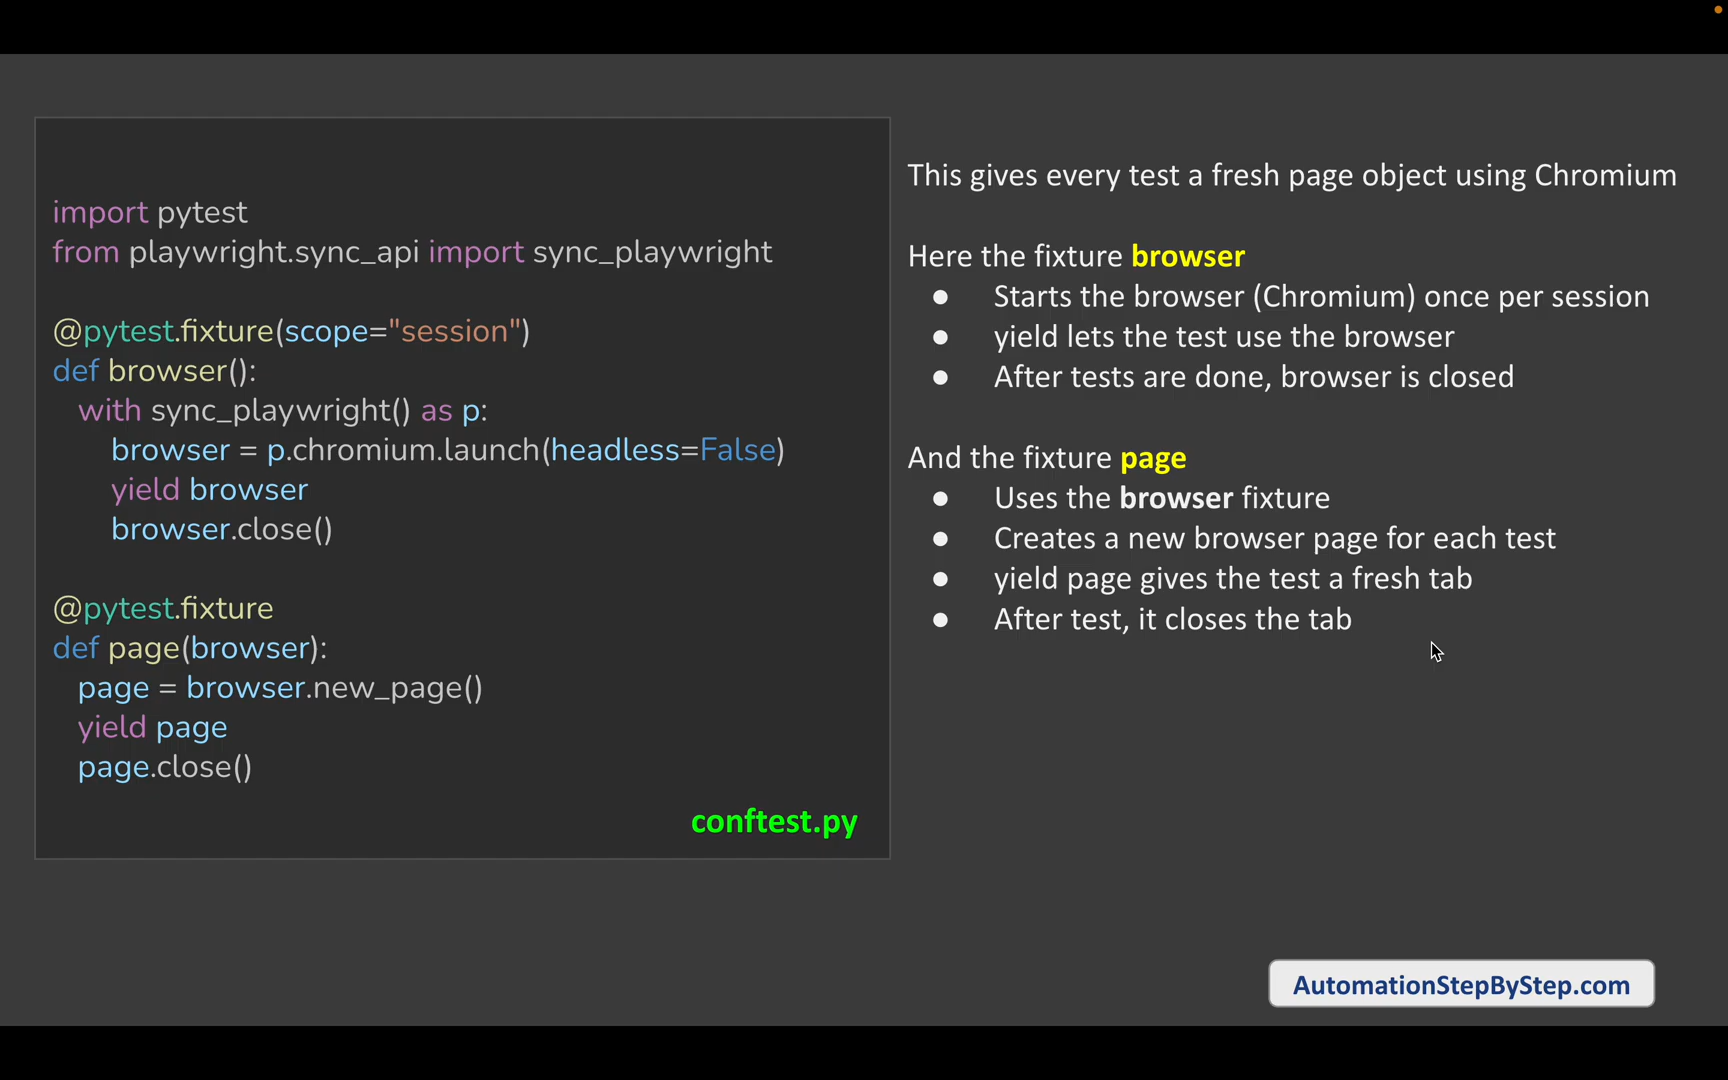 import pytest
from playwright.sync_api import sync_playwright
@pytest.fixture(scope="session")
def browser():
with sync_playwright() as p:
browser = p.chromium.launch(headless=False)
yield browser
browser.close()
@pytest.fixture
def page(browser):
page = browser.new_page()
yield page
page.close()
conftest.py
This gives every test a fresh page object using Chromium
Here the fixture browser
● Starts the browser (Chromium) once per session
● yield lets the test use the browser
● After tests are done, browser is closed
And the fixture page
● Uses the browser fixture
● Creates a new browser page for each test
● yield page gives the test a fresh tab
● After test, it closes the tab
AutomationStepByStep.com